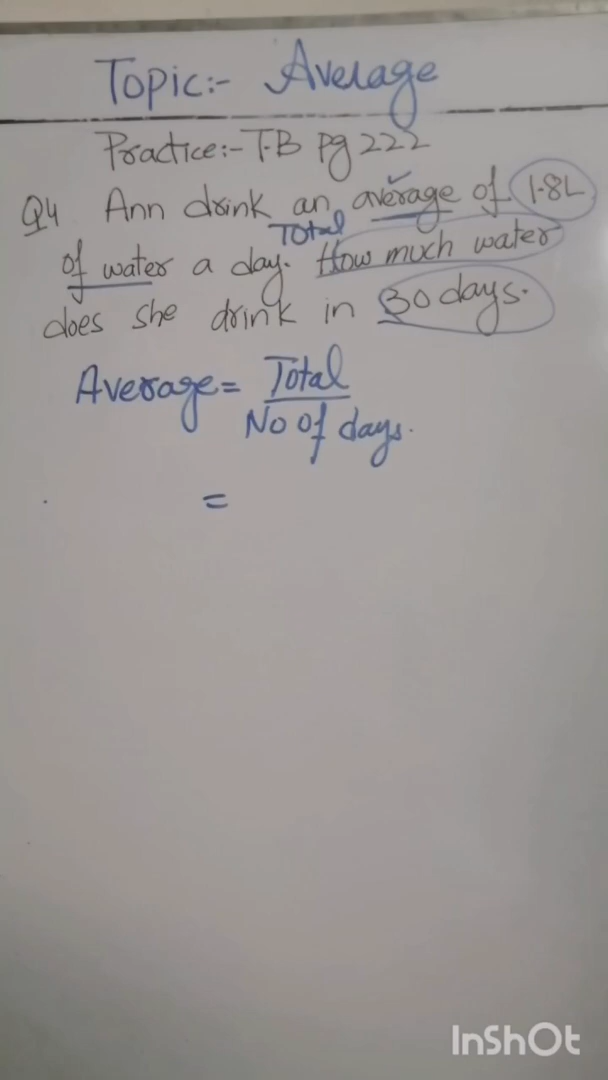 Topic:- Average
Practice:- T.B pg 222
Q4 Ann drink an average of 1.8L
Total
of water a day. How much water
does she drink in 30 days.
Average = Total
No of days.
=
InShOt